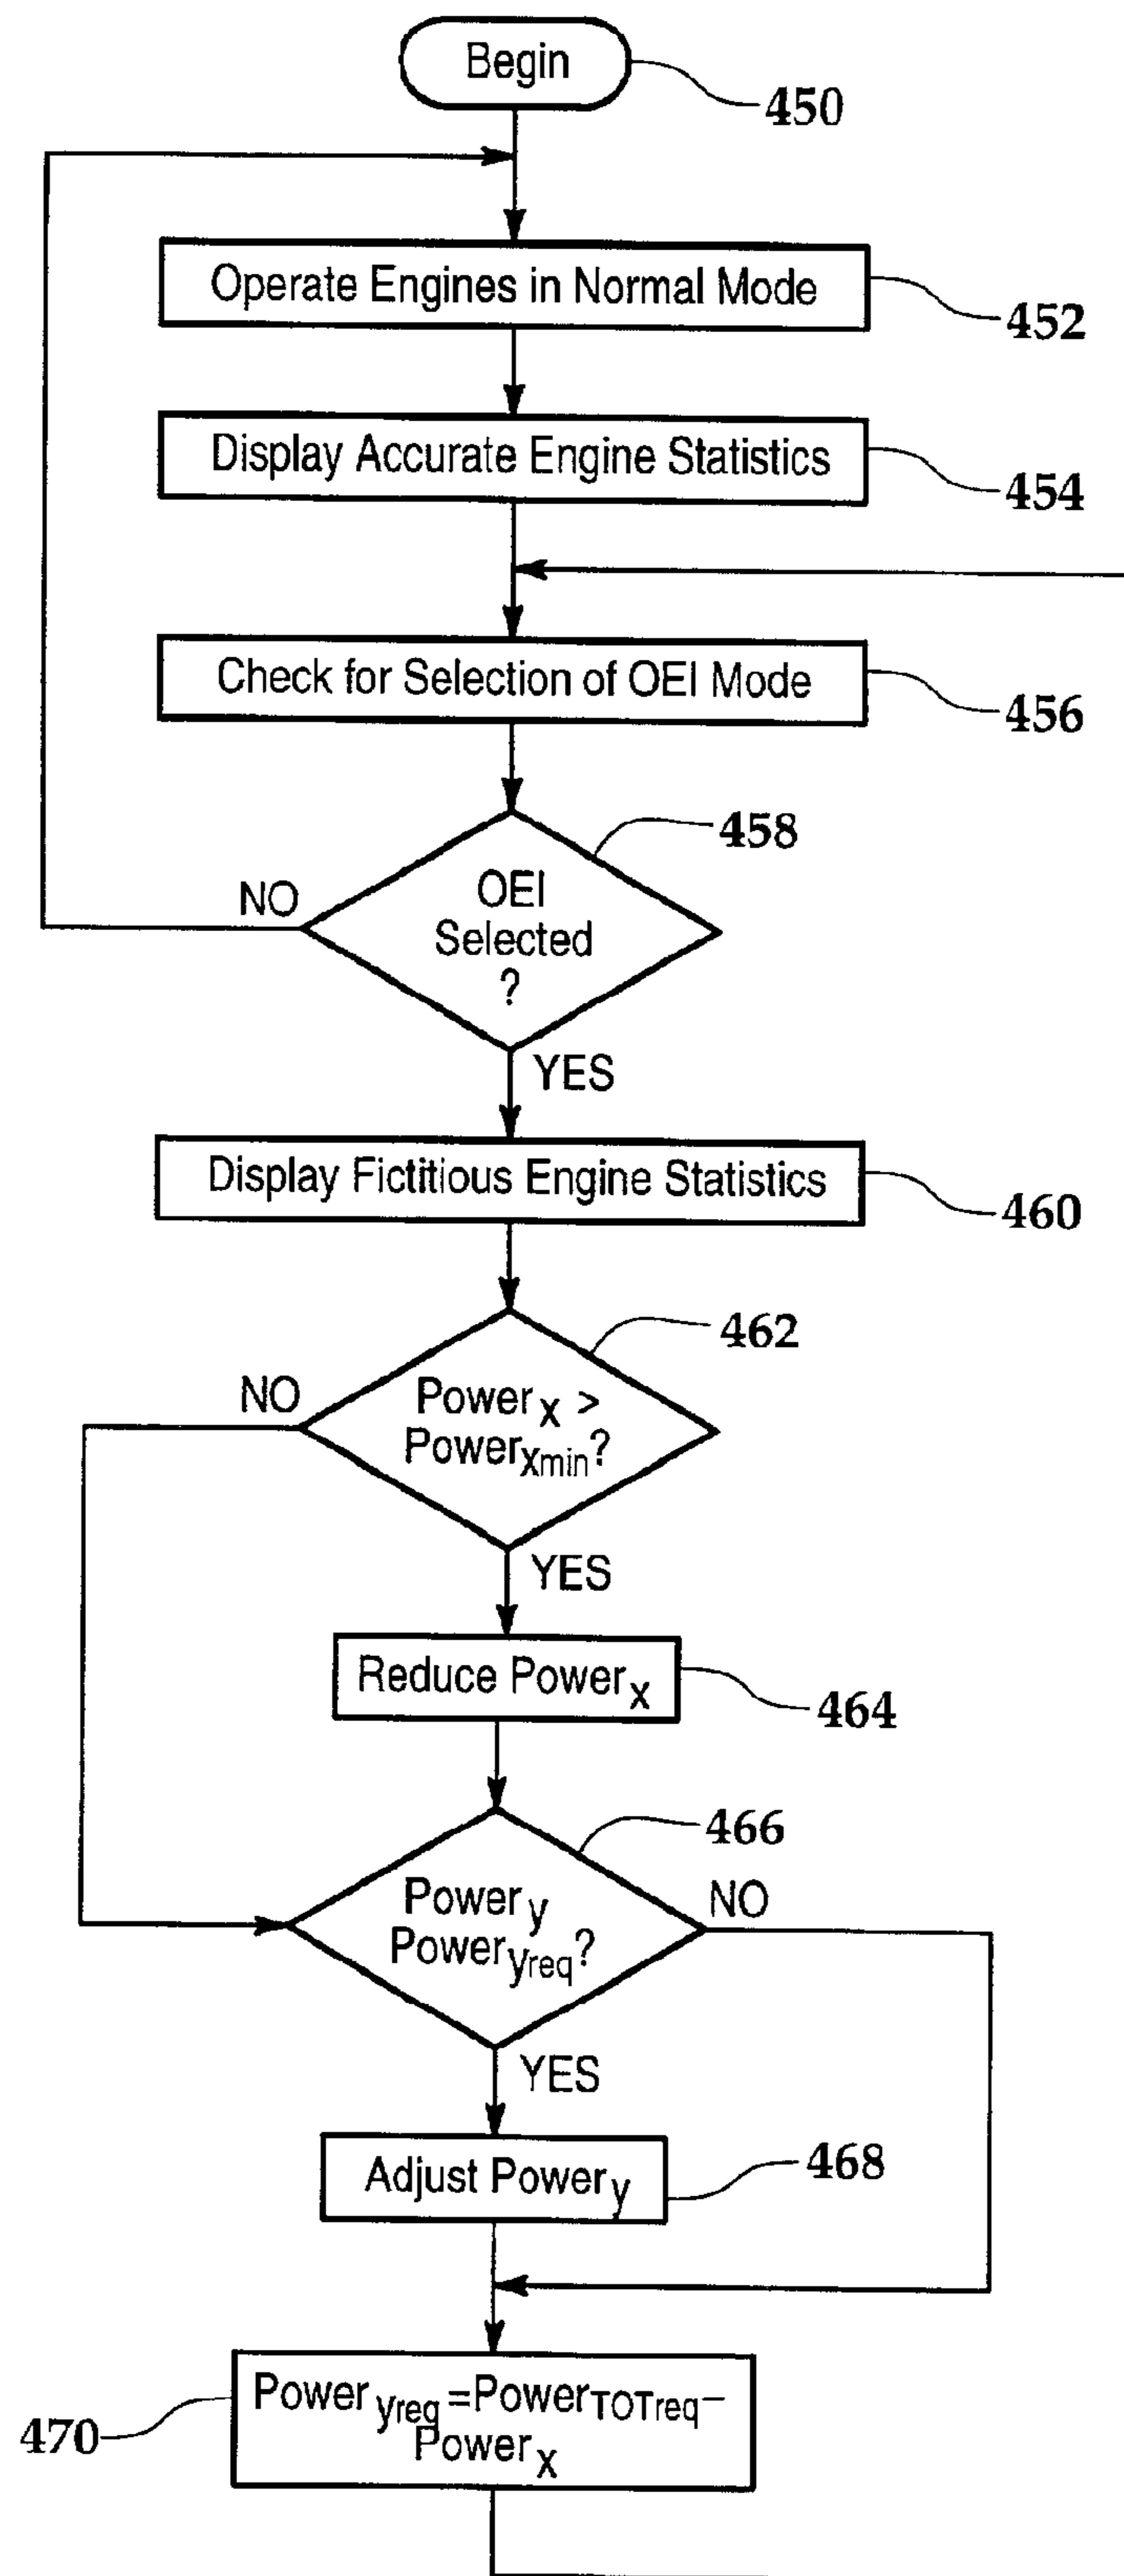 Begin
450
Operate Engines in Normal Mode
452
Display Accurate Engine Statistics
454
Check for Selection of OEI Mode
456
458
OEI
Selected
?
NO
YES
Display Fictitious Engine Statistics
460
462
Power x >
Power xmin?
NO
YES
Reduce Power x
464
466
Power y
Power yreq?
NO
YES
Adjust Power y
468
Power yreq =Power TOTreq–
Power x
470